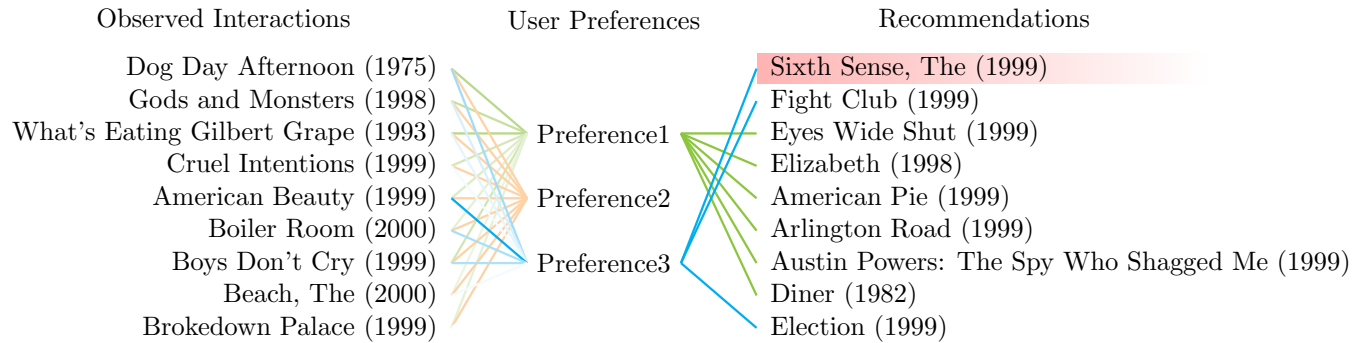 Observed Interactions
User Preferences
Recommendations
Dog Day Afternoon (1975)
Gods and Monsters (1998)
What's Eating Gilbert Grape (1993)
Cruel Intentions (1999)
American Beauty (1999)
Boiler Room (2000)
Boys Don't Cry (1999)
Beach, The (2000)
Brokedown Palace (1999)
Preference1
Preference2
Preference3
Sixth Sense, The (1999)
Fight Club (1999)
Eyes Wide Shut (1999)
Elizabeth (1998)
American Pie (1999)
Arlington Road (1999)
Austin Powers: The Spy Who Shagged Me (1999)
Diner (1982)
Election (1999)